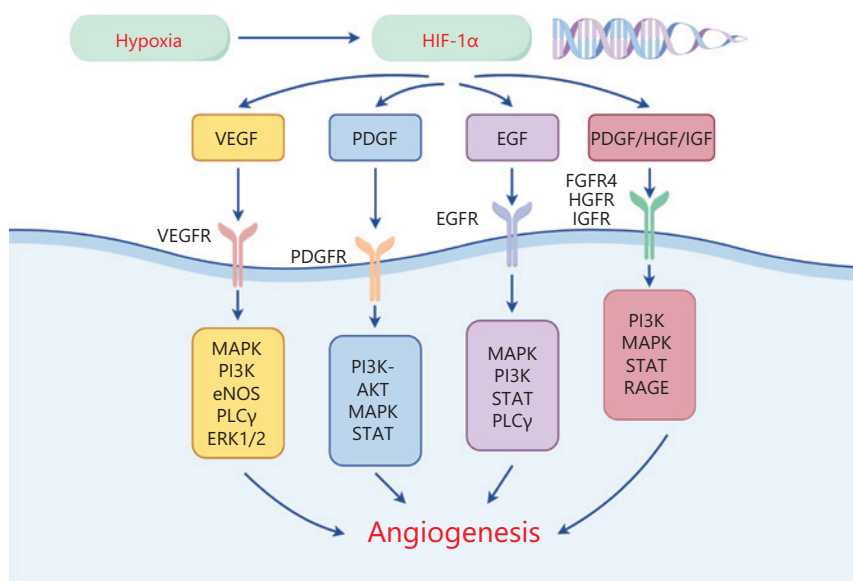 Hypoxia
HIF-1α
VEGF
PDGF
EGF
PDGF/HGF/IGF
VEGFR
PDGFR
EGFR
FGFR4
HGFR
IGFR
MAPK
PI3K
eNOS
PLCγ
ERK1/2
PI3K-
AKT
MAPK
STAT
MAPK
PI3K
STAT
PLCγ
PI3K
MAPK
STAT
RAGE
Angiogenesis